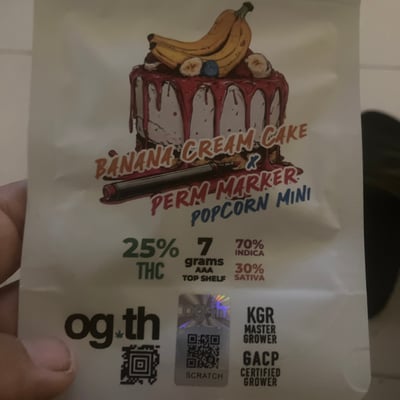 BANANA CREAM CAKE
X
PERM MARKER
POPCORN MINI
25%
THC
7
grams
AAA
TOP SHELF
70%
INDICA
30%
SATIVA
og th
SCRATCH
KGR
MASTER
GROWER
GACP
CERTIFIED
GROWER